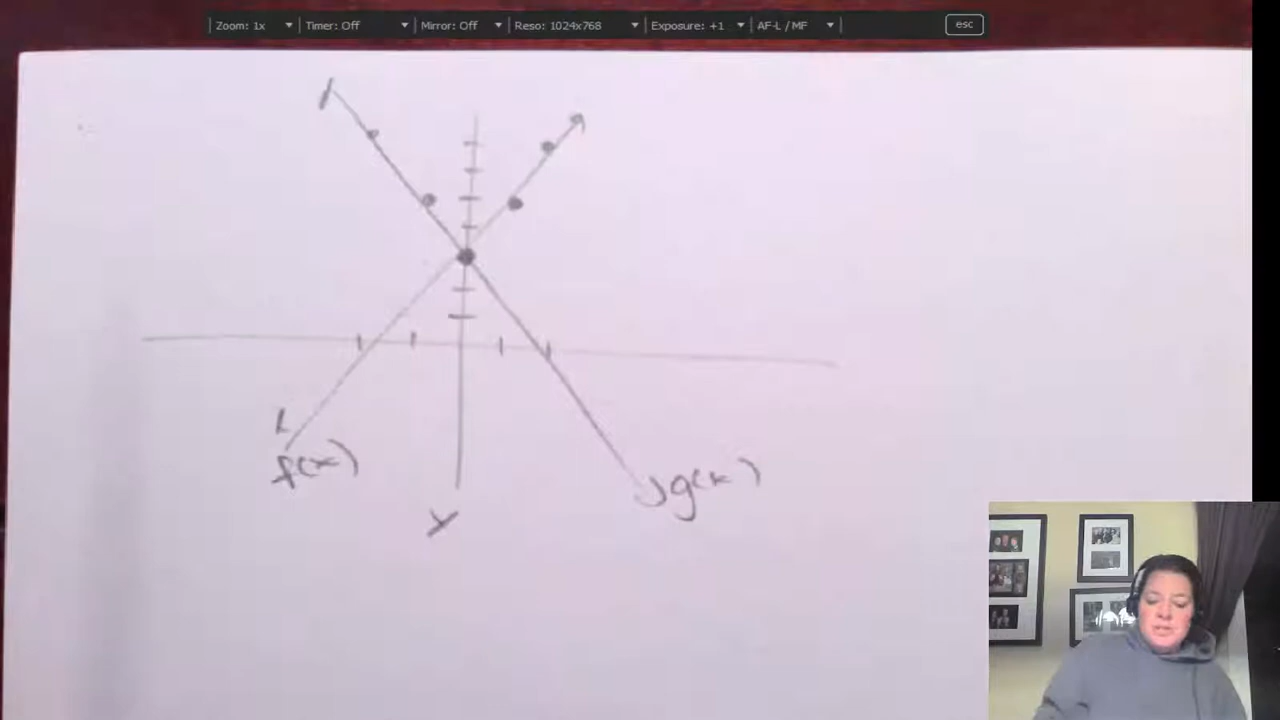 Zoom: 1x Timer: Off Mirror: Off Reso: 1024x768 Exposure: +1 AF-L / MF esc
f(x)
g(x)
y